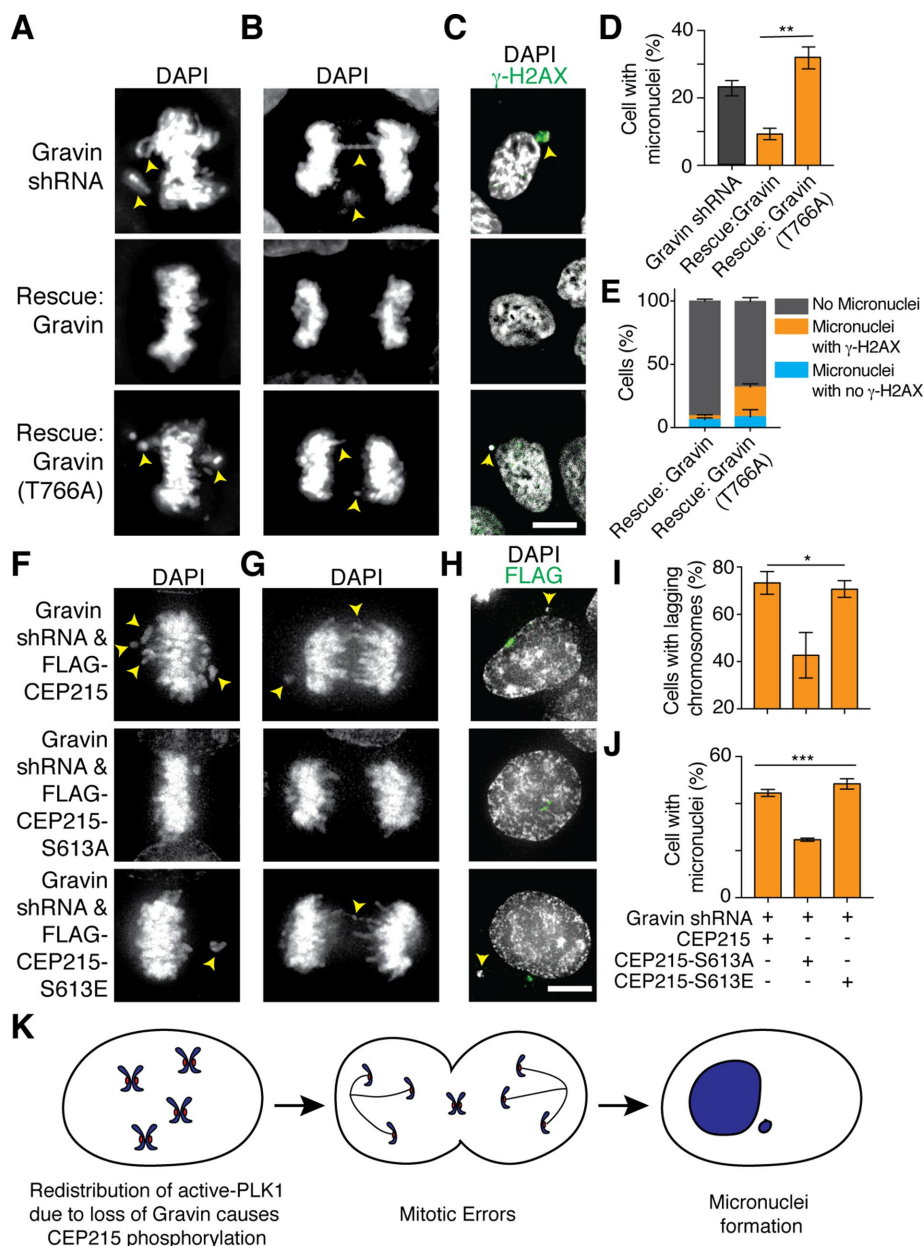 A
B
C
D
DAPI
DAPI
DAPI
γ-H2AX
Gravin
shRNA
Rescue:
Gravin
Rescue:
Gravin
(T766A)
Cell with
micronuclei (%)
40
20
0
**
Gravin shRNA
Rescue:Gravin
Rescue: Gravin
(T766A)
E
Cells (%)
100
50
0
No Micronuclei
Micronuclei
with γ-H2AX
Micronuclei
with no γ-H2AX
Rescue: Gravin
Rescue: Gravin
(T766A)
F
G
H
DAPI
DAPI
DAPI
FLAG
Gravin
shRNA &
FLAG-
CEP215
Gravin
shRNA &
FLAG-
CEP215-
S613A
Gravin
shRNA &
FLAG-
CEP215-
S613E
I
Cells with lagging
chromosomes (%)
80
60
40
20
*
J
Cell with
micronuclei (%)
60
0
***
Gravin shRNA + + +
CEP215 + - -
CEP215-S613A - + -
CEP215-S613E - - +
K
Redistribution of active-PLK1
due to loss of Gravin causes
CEP215 phosphorylation
Mitotic Errors
Micronuclei
formation